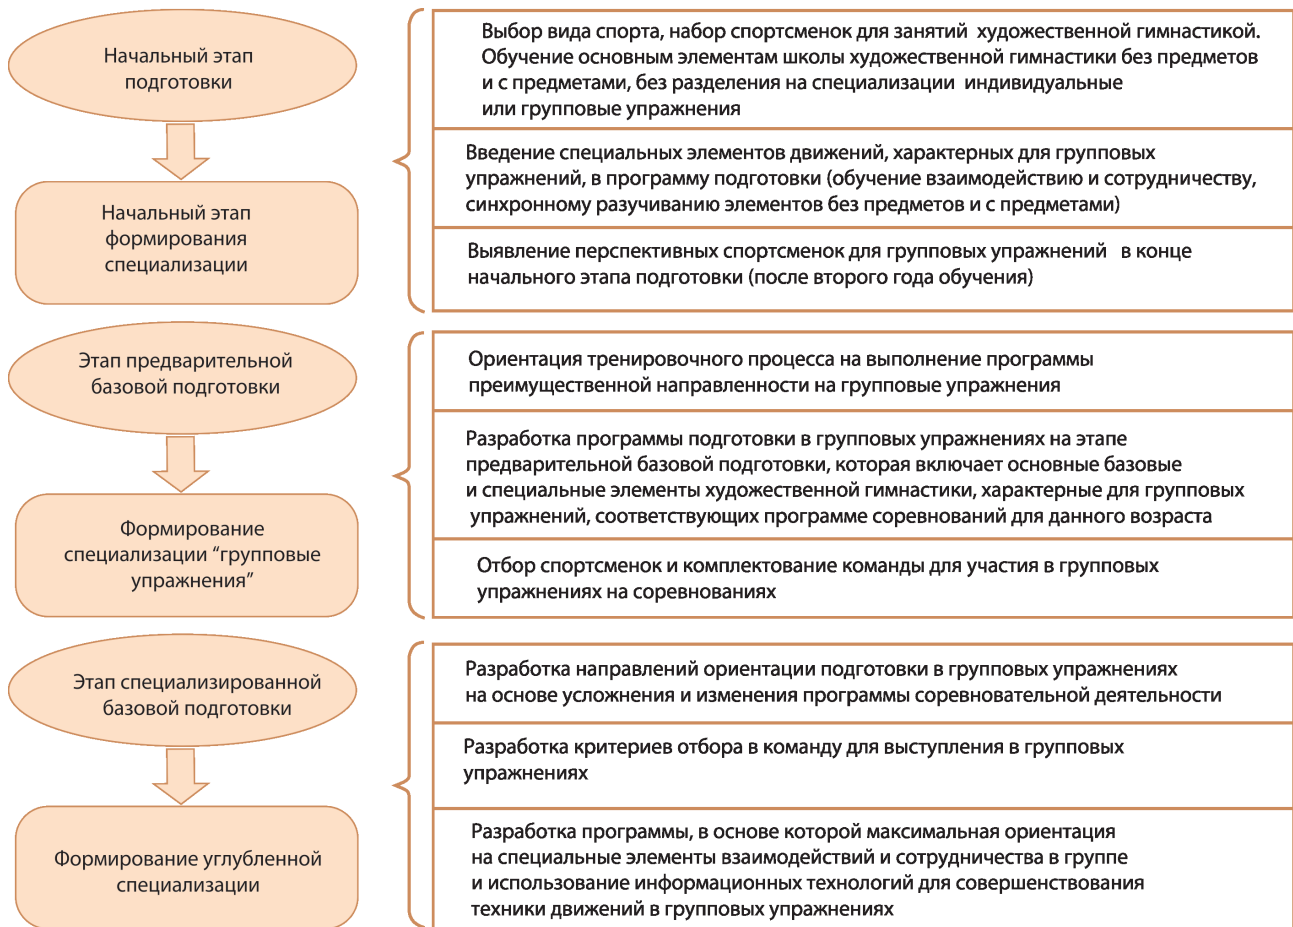 Начальный этап
подготовки
Начальный этап
формирования
специализации
Выбор вида спорта, набор спортсменок для занятий художественной гимнастикой.
Обучение основным элементам школы художественной гимнастики без предметов
и с предметами, без разделения на специализации индивидуальные
или групповые упражнения
Введение специальных элементов движений, характерных для групповых
упражнений, в программу подготовки (обучение взаимодействию и сотрудничеству,
синхронному разучиванию элементов без предметов и с предметами)
Выявление перспективных спортсменок для групповых упражнений в конце
начального этапа подготовки (после второго года обучения)
Этап предварительной
базовой подготовки
Формирование
специализации “групповые
упражнения”
Ориентация тренировочного процесса на выполнение программы
преимущественной направленности на групповые упражнения
Разработка программы подготовки в групповых упражнениях на этапе
предварительной базовой подготовки, которая включает основные базовые
и специальные элементы художественной гимнастики, характерные для групповых
упражнений, соответствующих программе соревнований для данного возраста
Отбор спортсменок и комплектование команды для участия в групповых
упражнениях на соревнованиях
Этап специализированной
базовой подготовки
Формирование углубленной
специализации
Разработка направлений ориентации подготовки в групповых упражнениях
на основе усложнения и изменения программы соревновательной деятельности
Разработка критериев отбора в команду для выступления в групповых
упражнениях
Разработка программы, в основе которой максимальная ориентация
на специальные элементы взаимодействий и сотрудничества в группе
и использование информационных технологий для совершенствования
техники движений в групповых упражнениях